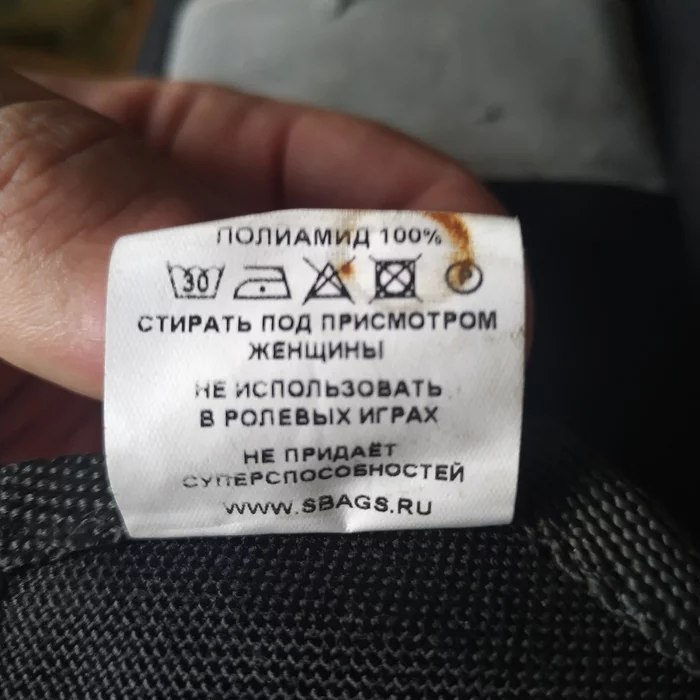 ПОЛИАМИД 100%
30 P
СТИРАТЬ ПОД ПРИСМОТРОМ
ЖЕНЩИНЫ
НЕ ИСПОЛЬЗОВАТЬ
В РОЛЕВЫХ ИГРАХ
НЕ ПРИДАЁТ
СУПЕРСПОСОБНОСТЕЙ
WWW.SBAGS.RU